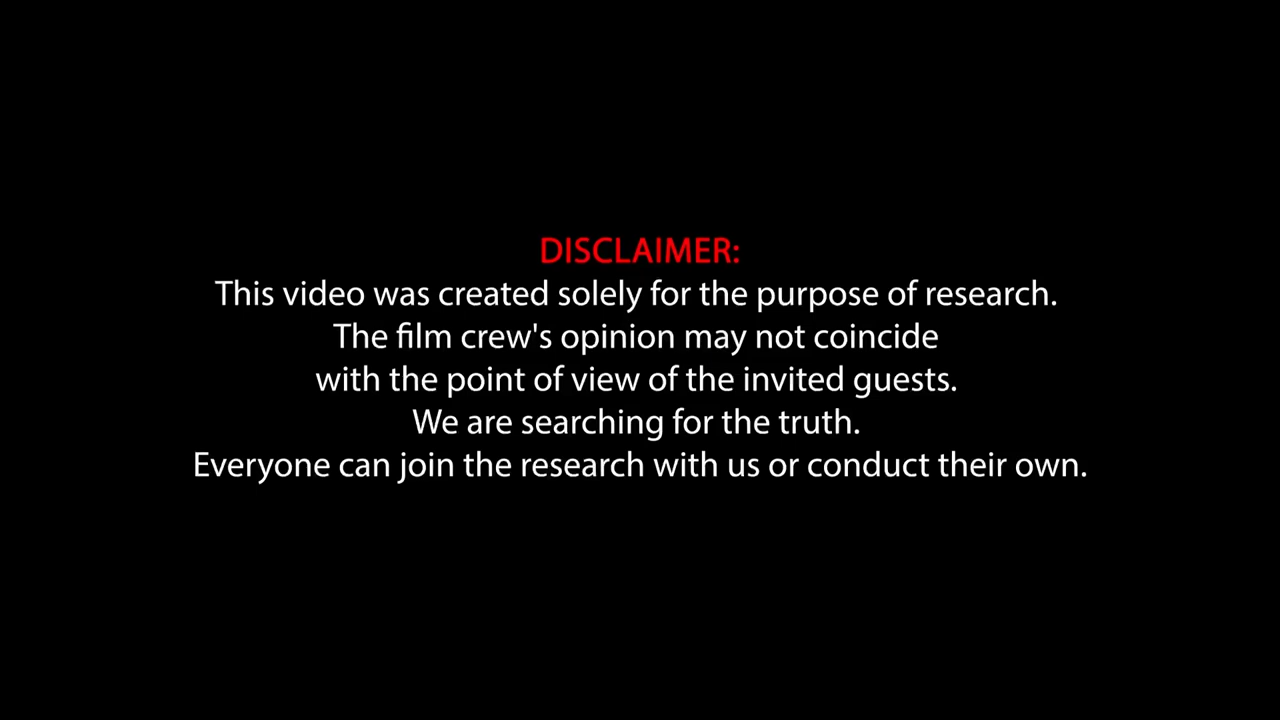 DISCLAIMER:
This video was created solely for the purpose of research.
The film crew's opinion may not coincide
with the point of view of the invited guests.
We are searching for the truth.
Everyone can join the research with us or conduct their own.